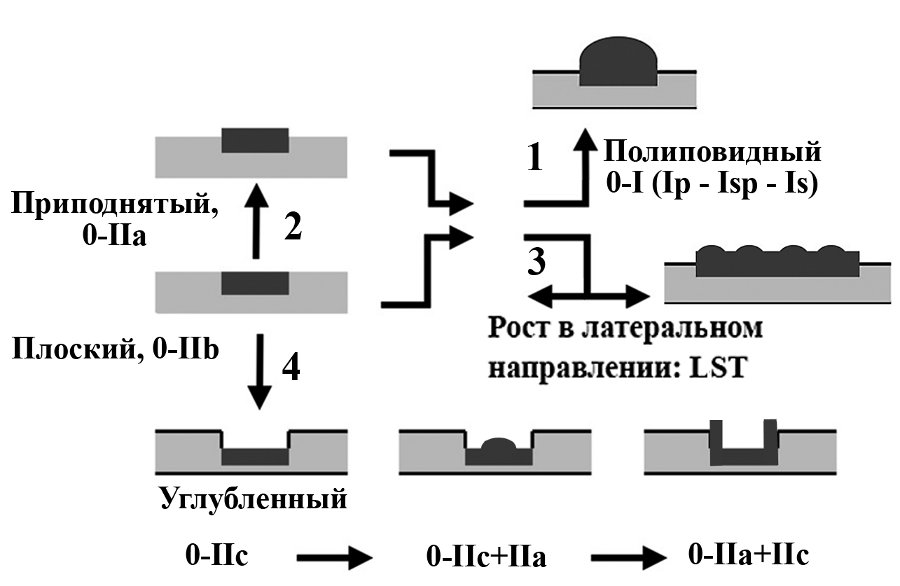 1
Полиповидный
0-I (Ip - Isp - Is)
Приподнятый,
0-IIa
2
3
Рост в латеральном
направлении: LST
Плоский, 0-IIb
4
Углубленный
0-IIc
0-IIc+IIa
0-IIa+IIc